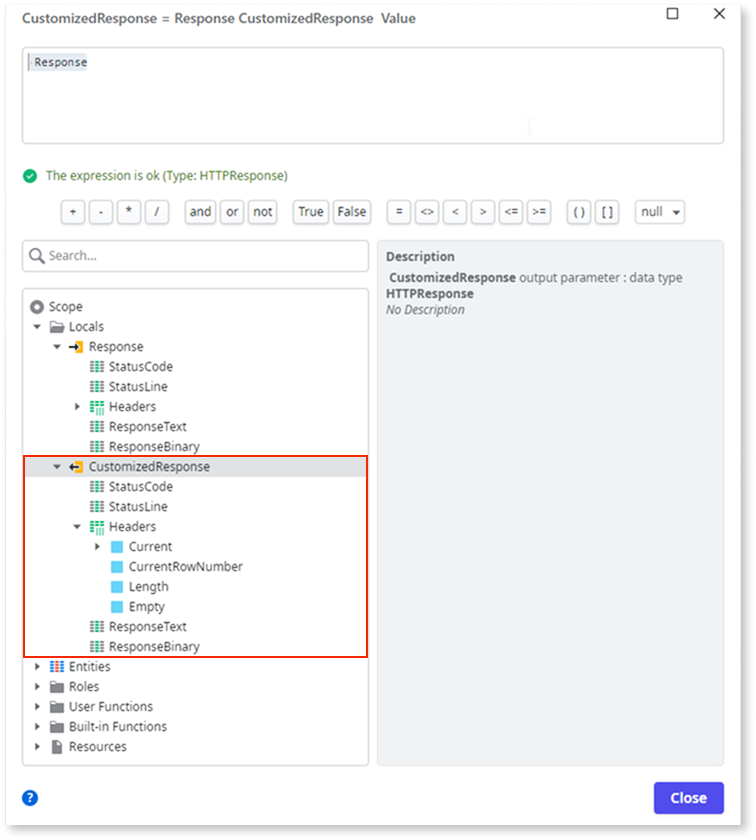 CustomizedResponse = Response CustomizedResponse Value
Response
The expression is ok (Type: HTTPResponse)
+ - * / and or not True False = <> < > <= >= ( ) [ ] null
Search...
Description
CustomizedResponse output parameter : data type
HTTPResponse
No Description
Scope
Locals
Response
StatusCode
StatusLine
Headers
ResponseText
ResponseBinary
CustomizedResponse
StatusCode
StatusLine
Headers
Current
CurrentRowNumber
Length
Empty
ResponseText
ResponseBinary
Entities
Roles
User Functions
Built-in Functions
Resources
?
Close